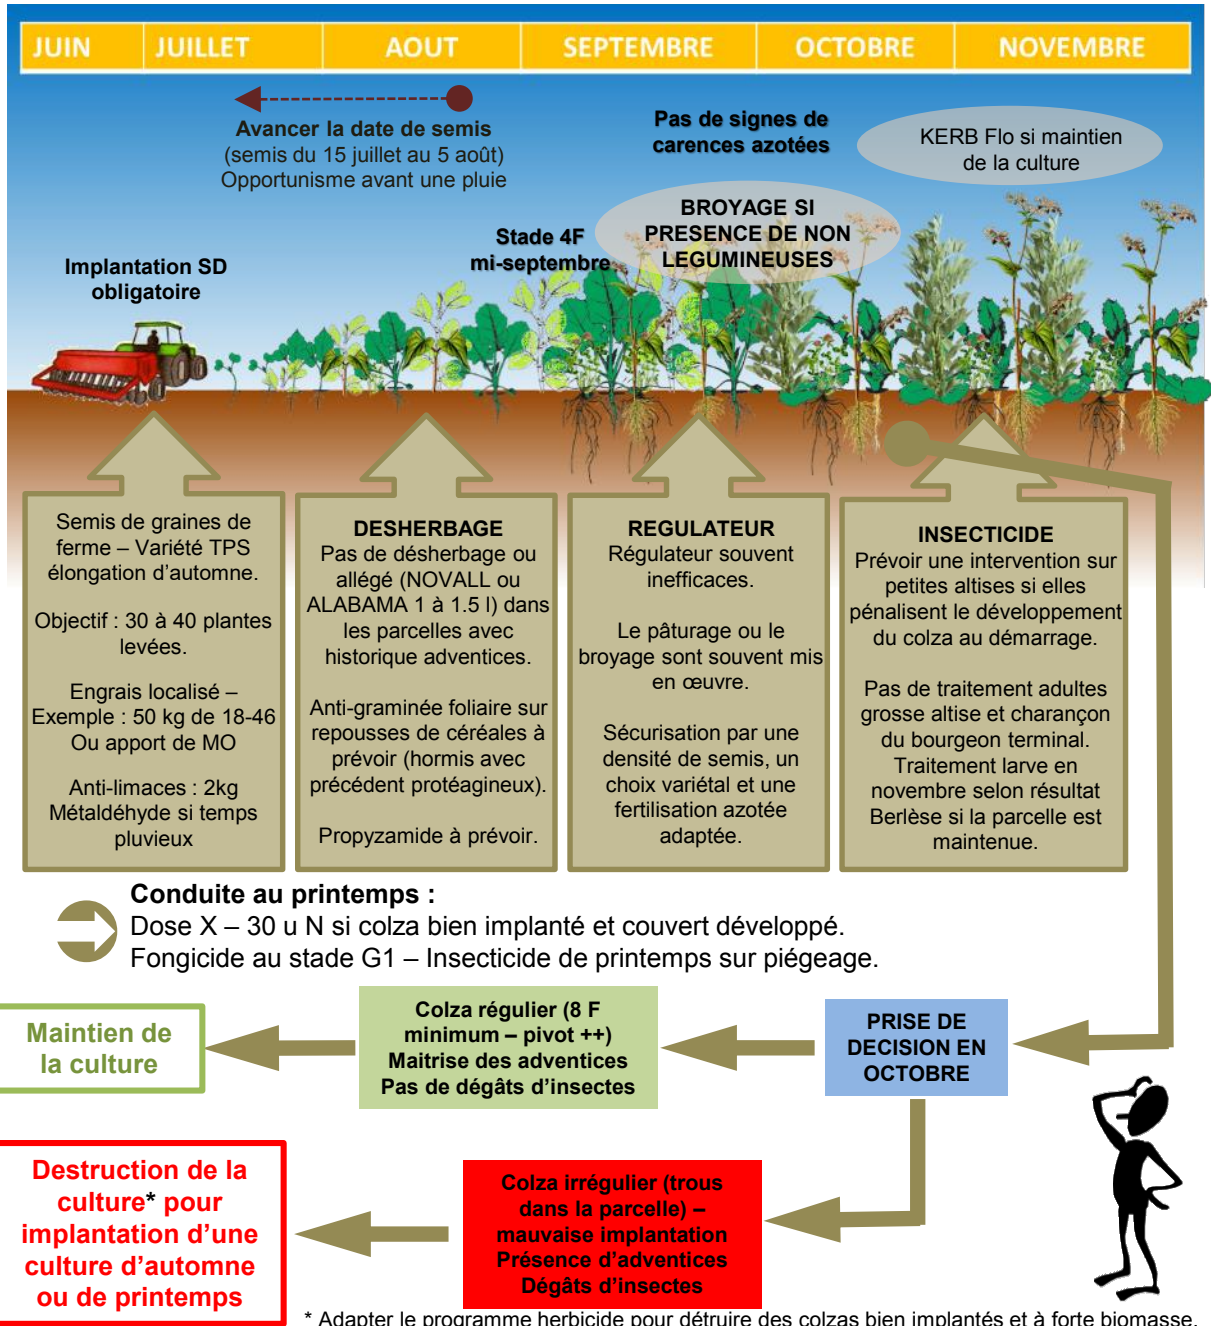 JUIN
JUILLET
AOUT
SEPTEMBRE
OCTOBRE
NOVEMBRE
Avancer la date de semis
(semis du 15 juillet au 5 août)
Opportunisme avant une pluie
Pas de signes de
carences azotées
KERB Flo si maintien
de la culture
BROYAGE SI
PRESENCE DE NON
LEGUMINEUSES
Stade 4F
mi-septembre
Implantation SD
obligatoire
Semis de graines de
ferme – Variété TPS
élongation d’automne.
Objectif : 30 à 40 plantes
levées.
Engrais localisé –
Exemple : 50 kg de 18-46
Ou apport de MO
Anti-limaces : 2kg
Métaldéhyde si temps
pluvieux
DESHERBAGE
Pas de désherbage ou
allégé (NOVALL ou
ALABAMA 1 à 1.5 l) dans
les parcelles avec
historique adventices.
Anti-graminée foliaire sur
repousses de céréales à
prévoir (hormis avec
précédent protéagineux).
Propyzamide à prévoir.
REGULATEUR
Régulateur souvent
inefficaces.
Le pâturage ou le
broyage sont souvent mis
en œuvre.
Sécurisation par une
densité de semis, un
choix variétal et une
fertilisation azotée
adaptée.
INSECTICIDE
Prévoir une intervention sur
petites altises si elles
pénalisent le développement
du colza au démarrage.
Pas de traitement adultes
grosse altise et charançon
du bourgeon terminal.
Traitement larve en
novembre selon résultat
Berlèse si la parcelle est
maintenue.
Conduite au printemps :
Dose X – 30 u N si colza bien implanté et couvert développé.
Fongicide au stade G1 – Insecticide de printemps sur piégeage.
Maintien de
la culture
Colza régulier (8 F
minimum – pivot ++)
Maitrise des adventices
Pas de dégâts d’insectes
PRISE DE
DECISION EN
OCTOBRE
Destruction de la
culture* pour
implantation d’une
culture d’automne
ou de printemps
Colza irrégulier (trous
dans la parcelle) –
mauvaise implantation
Présence d’adventices
Dégâts d’insectes
* Adapter le programme herbicide pour détruire des colzas bien implantés et à forte biomasse.